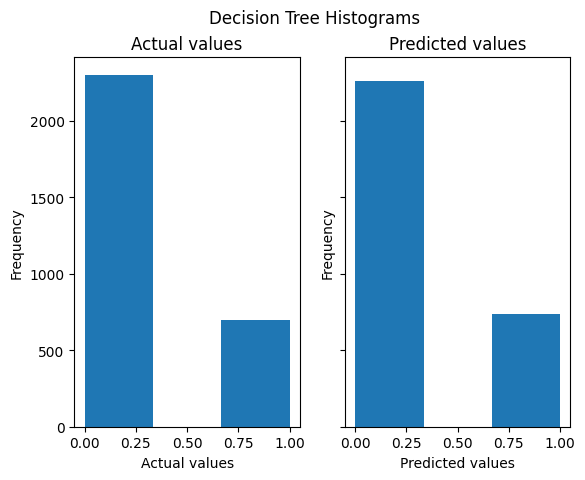 Decision Tree Histograms
Actual values
Predicted values
2000
1500
1000
500
0
Frequency
Frequency
0.00 0.25 0.50 0.75 1.00
0.00 0.25 0.50 0.75 1.00
Actual values
Predicted values